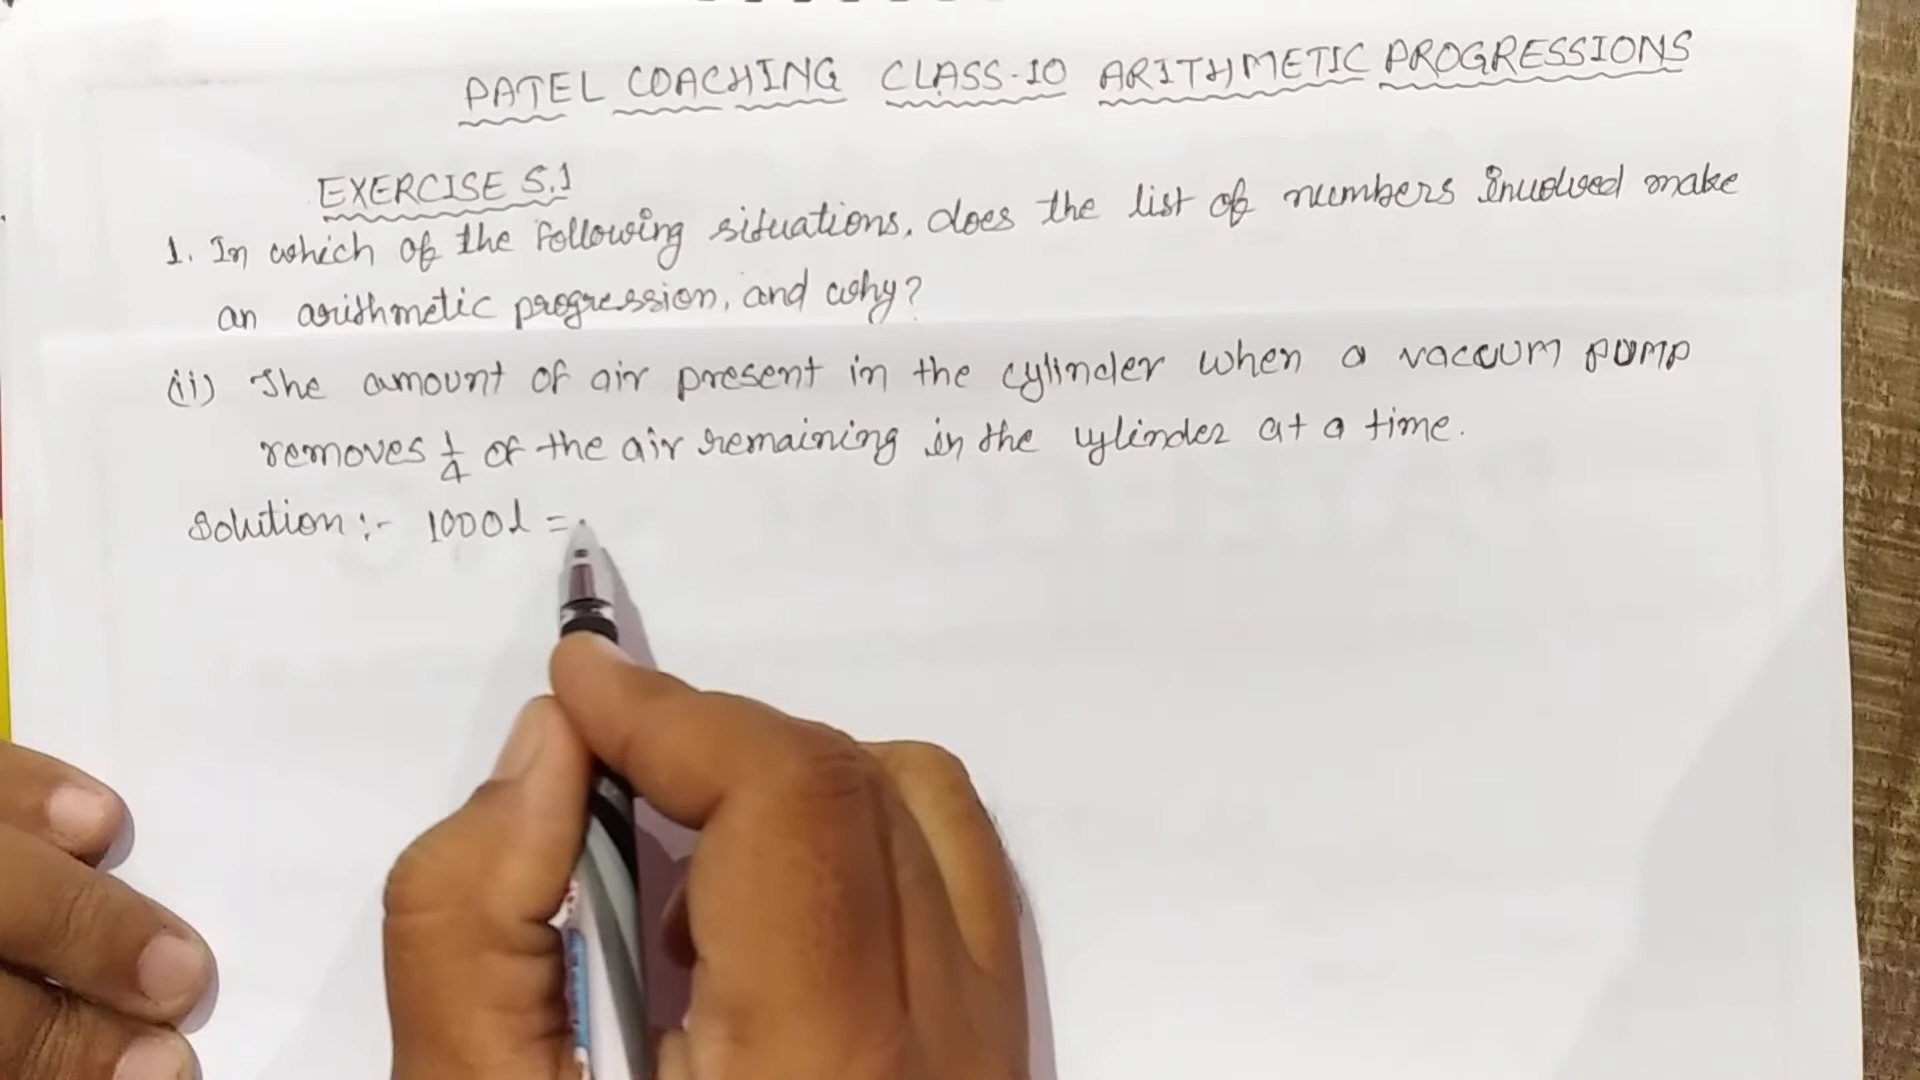 PATEL COACHING CLASS-10 ARITHMETIC PROGRESSIONS
EXERCISE 5.1
1. In which of the following situations, does the list of numbers involved make
an arithmetic progression, and why?
(ii) The amount of air present in the cylinder when a vacuum pump
removes 1/4 of the air remaining in the cylinder at a time.
Solution :- 1000l =